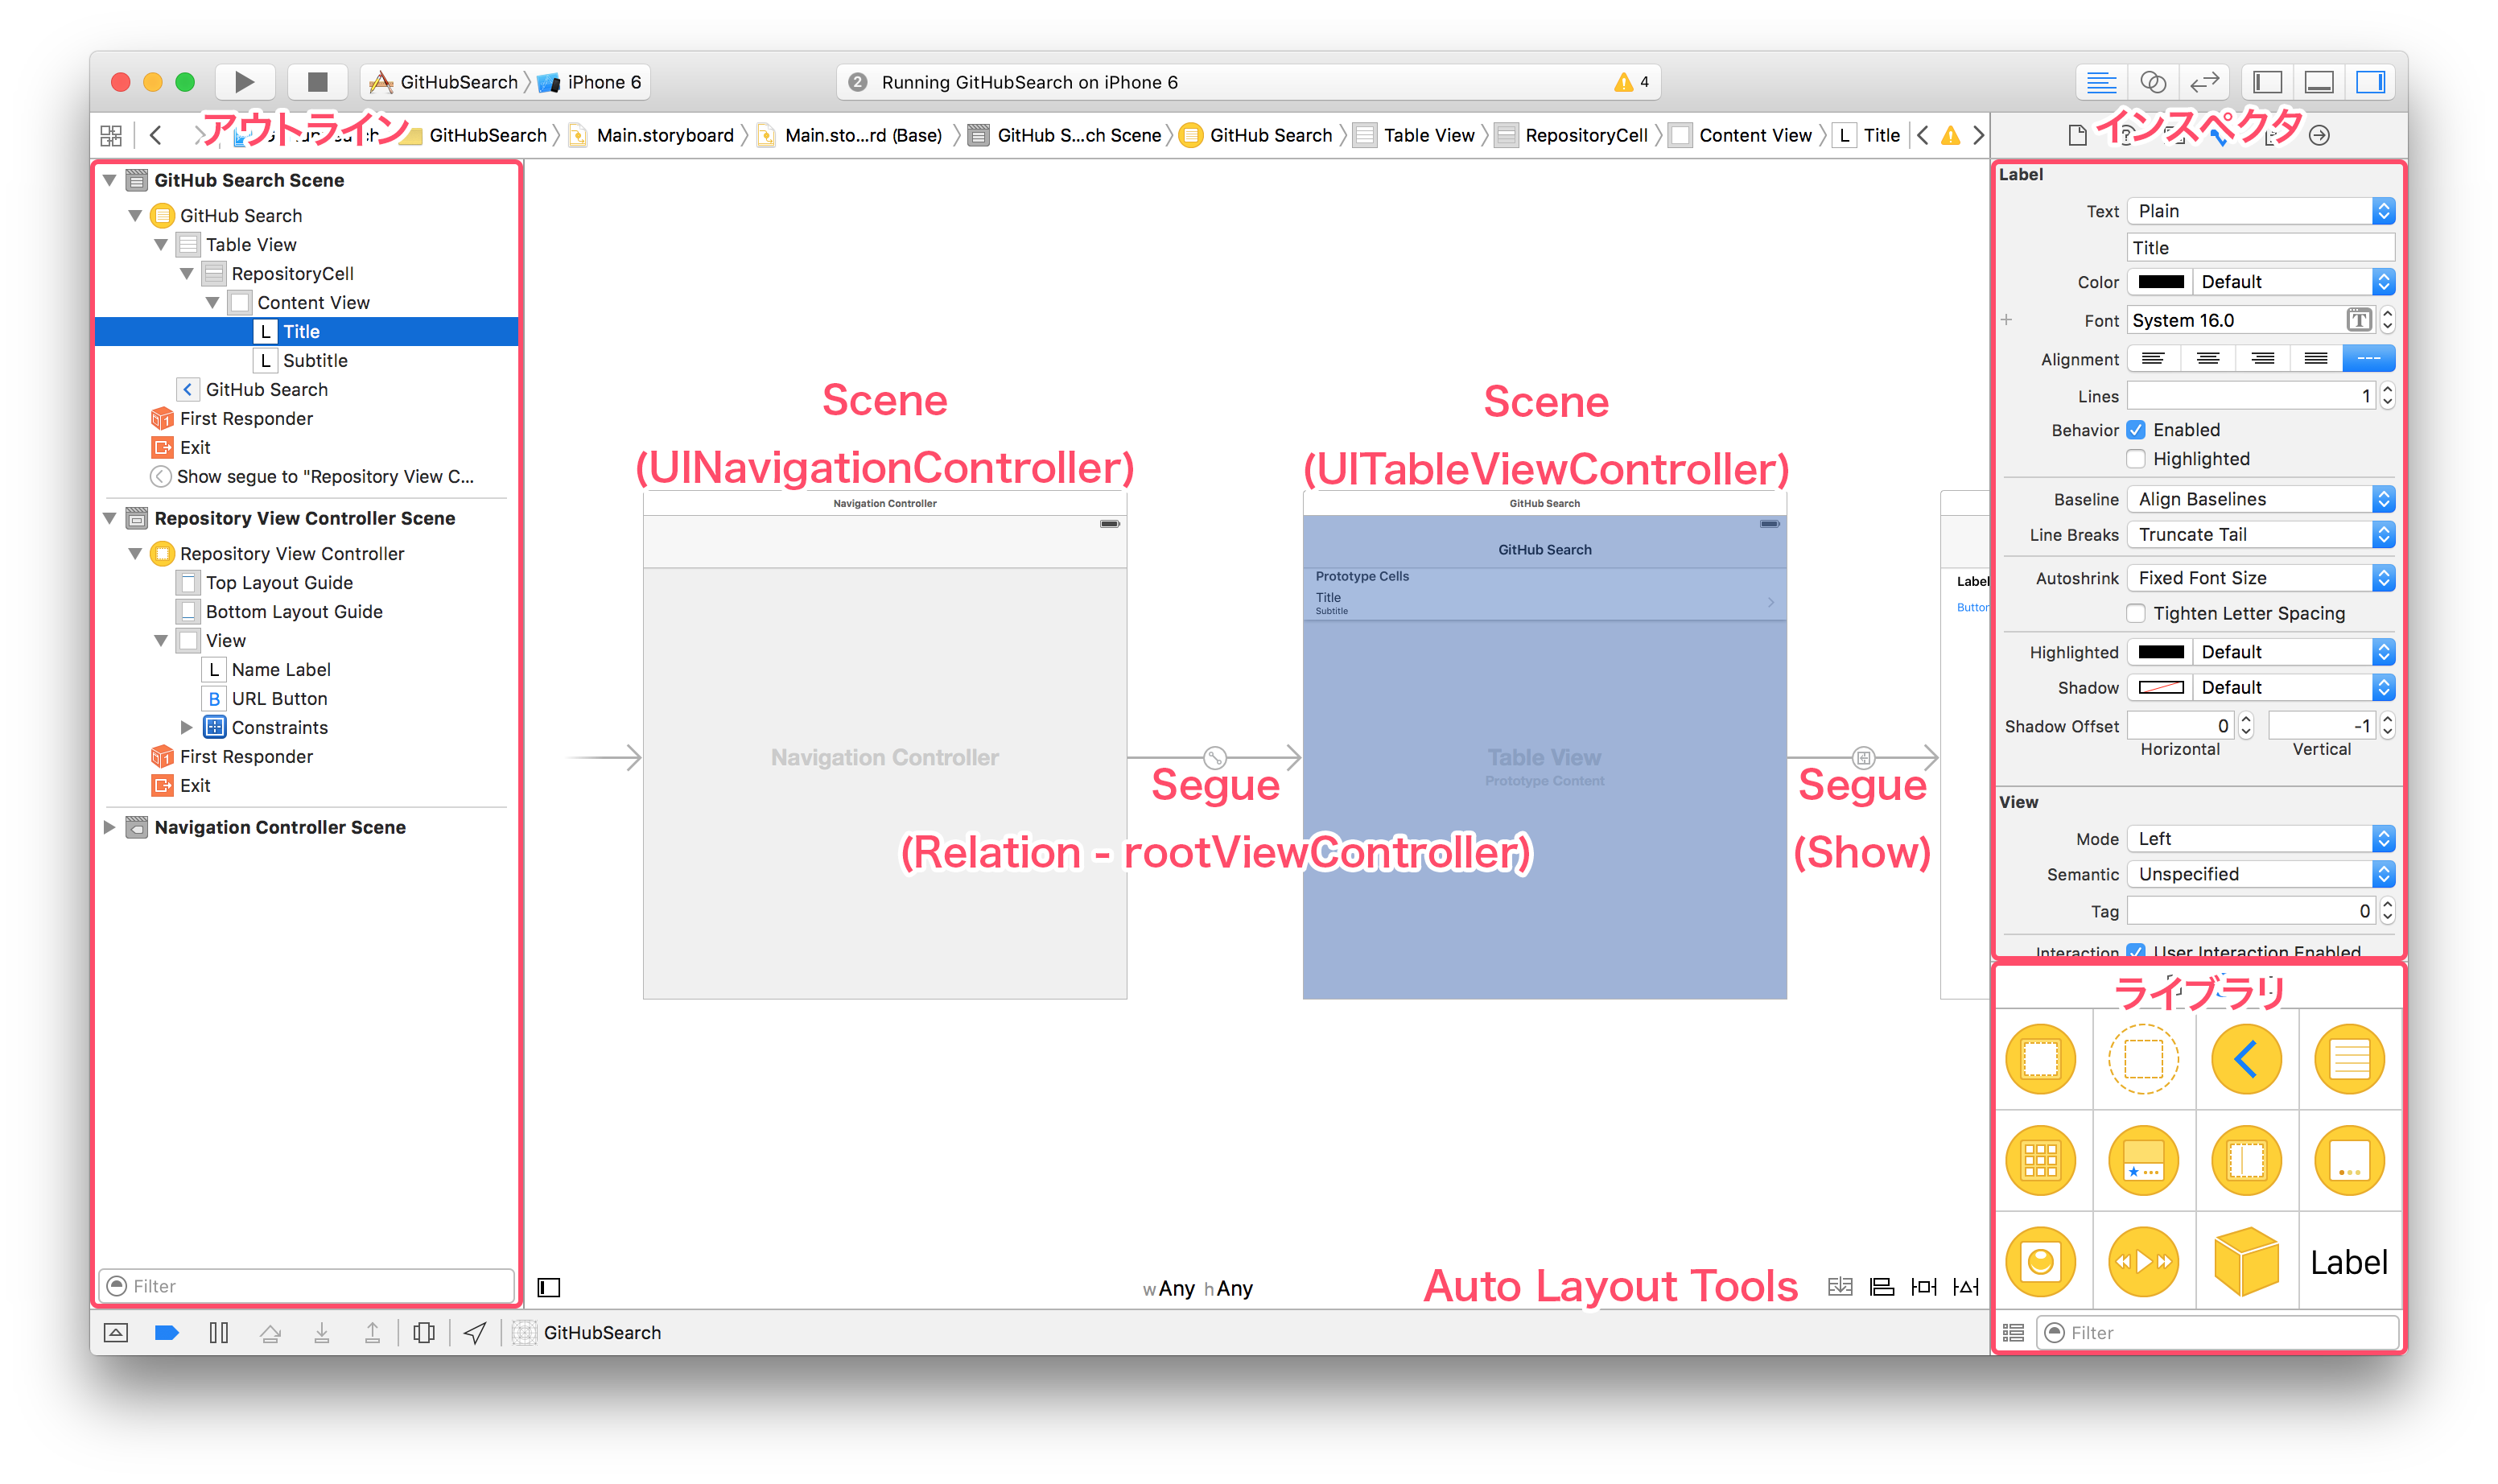 GitHubSearch
iPhone 6
2 Running GitHubSearch on iPhone 6
4
アウトライン
GitHubSearch
Main.storyboard
Main.sto...rd (Base)
GitHub S...ch Scene
GitHub Search
Table View
RepositoryCell
Content View
L Title
インスペクタ
GitHub Search Scene
GitHub Search
Table View
RepositoryCell
Content View
L Title
L Subtitle
GitHub Search
First Responder
Exit
Show segue to "Repository View C...
Repository View Controller Scene
Repository View Controller
Top Layout Guide
Bottom Layout Guide
View
L Name Label
B URL Button
Constraints
First Responder
Exit
Navigation Controller Scene
Filter
Scene
(UINavigationController)
Navigation Controller
Navigation Controller
Scene
(UITableViewController)
GitHub Search
GitHub Search
Prototype Cells
Title
Subtitle
Table View
Prototype Content
Segue
(Relation - rootViewController)
Segue
(Show)
Label
Button
wAny hAny
Auto Layout Tools
GitHubSearch
Label
Text Plain
Title
Color Default
Font System 16.0
Alignment
Lines 1
Behavior Enabled
Highlighted
Baseline Align Baselines
Line Breaks Truncate Tail
Autoshrink Fixed Font Size
Tighten Letter Spacing
Highlighted Default
Shadow Default
Shadow Offset 0 -1
Horizontal Vertical
View
Mode Left
Semantic Unspecified
Tag 0
Interaction User Interaction Enabled
ライブラリ
Label
Filter